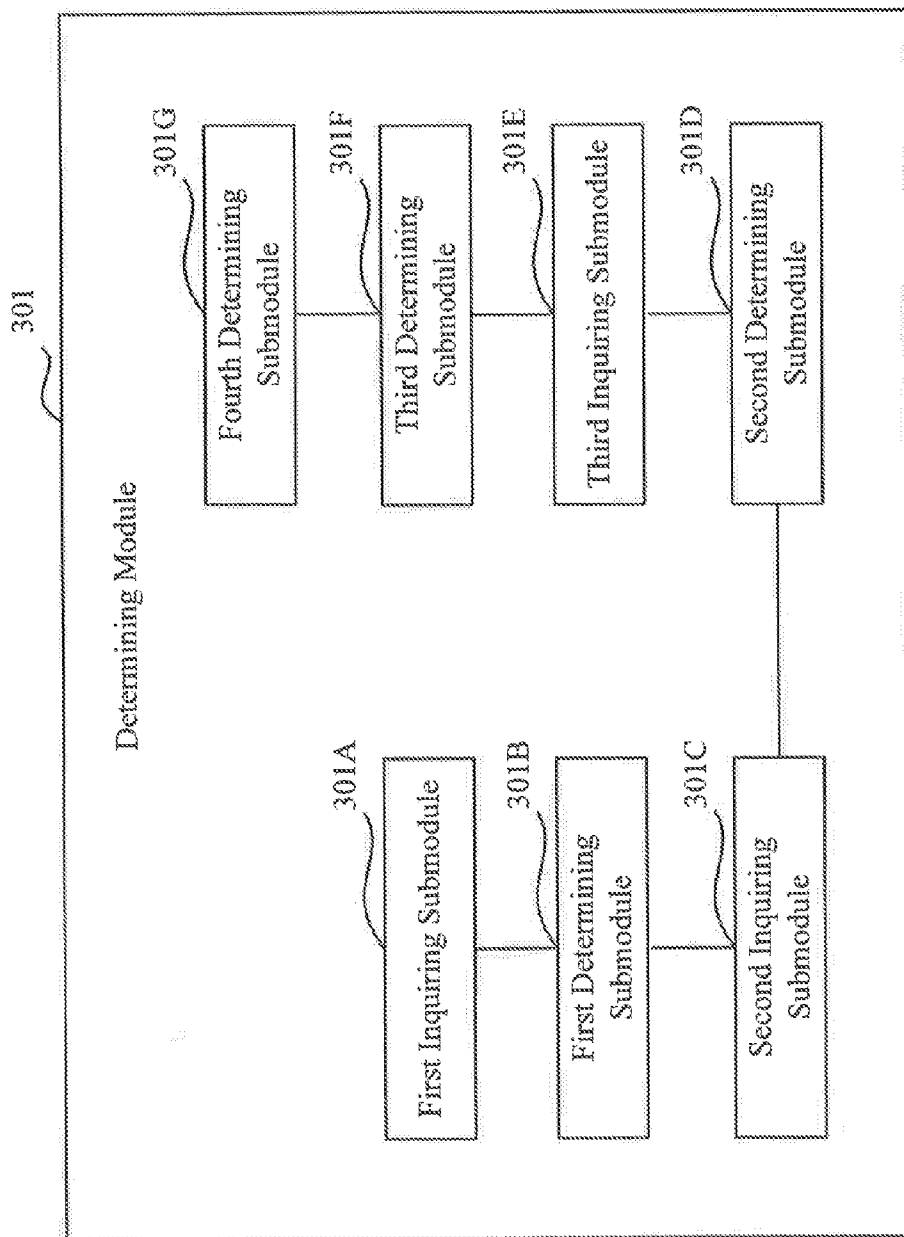 301
Determining Module
301A
First Inquiring Submodule
301B
First Determining
Submodule
301C
Second Inquiring
Submodule
301G
Fourth Determining
Submodule
301F
Third Determining
Submodule
301E
Third Inquiring Submodule
301D
Second Determining
Submodule